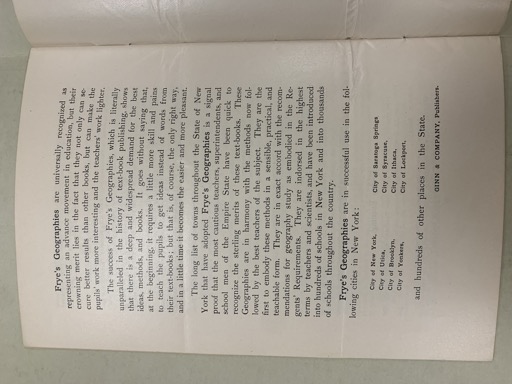 Frye's Geographies are universally recognized as
representing an advance movement in education, but their
crowning merit lies in the fact that they not only can se-
cure better results than other books, but can make the
pupils' work more interesting and the teachers' work lighter.
The success of Frye's Geographies, which is literally
unparalleled in the history of text-book publishing, shows
that there is a deep and widespread demand for the best
ideas, methods, and books. It goes without saying that,
at the beginning, it requires a little more skill and pains
to teach the pupils to get ideas instead of words from
their text-books; but that is, of course, the only right way,
and in a little time it becomes the easier and more pleasant.
The long list of towns throughout the State of New
York that have adopted Frye's Geographies is a signal
proof that the most cautious teachers, superintendents, and
school men of the Empire State have been quick to
recognize the sterling merits of these text-books. These
Geographies are in harmony with the methods now fol-
lowed by the best teachers of the subject. They are the
first to embody these methods in a sensible, practical, and
teachable form. They are in exact accord with the recom-
mendations for geography study as embodied in the Re-
gents' Requirements. They are indorsed in the highest
terms by teachers and scientists, and have been introduced
into hundreds of schools in New York and into thousands
of schools throughout the country.
Frye's Geographies are in successful use in the fol-
lowing cities in New York:
City of New York,
City of Utica,
City of Brooklyn,
City of Yonkers,
City of Saratoga Springs
City of Syracuse,
City of Ithaca,
City of Lockport,
and hundreds of other places in the State.
GINN & COMPANY, Publishers.